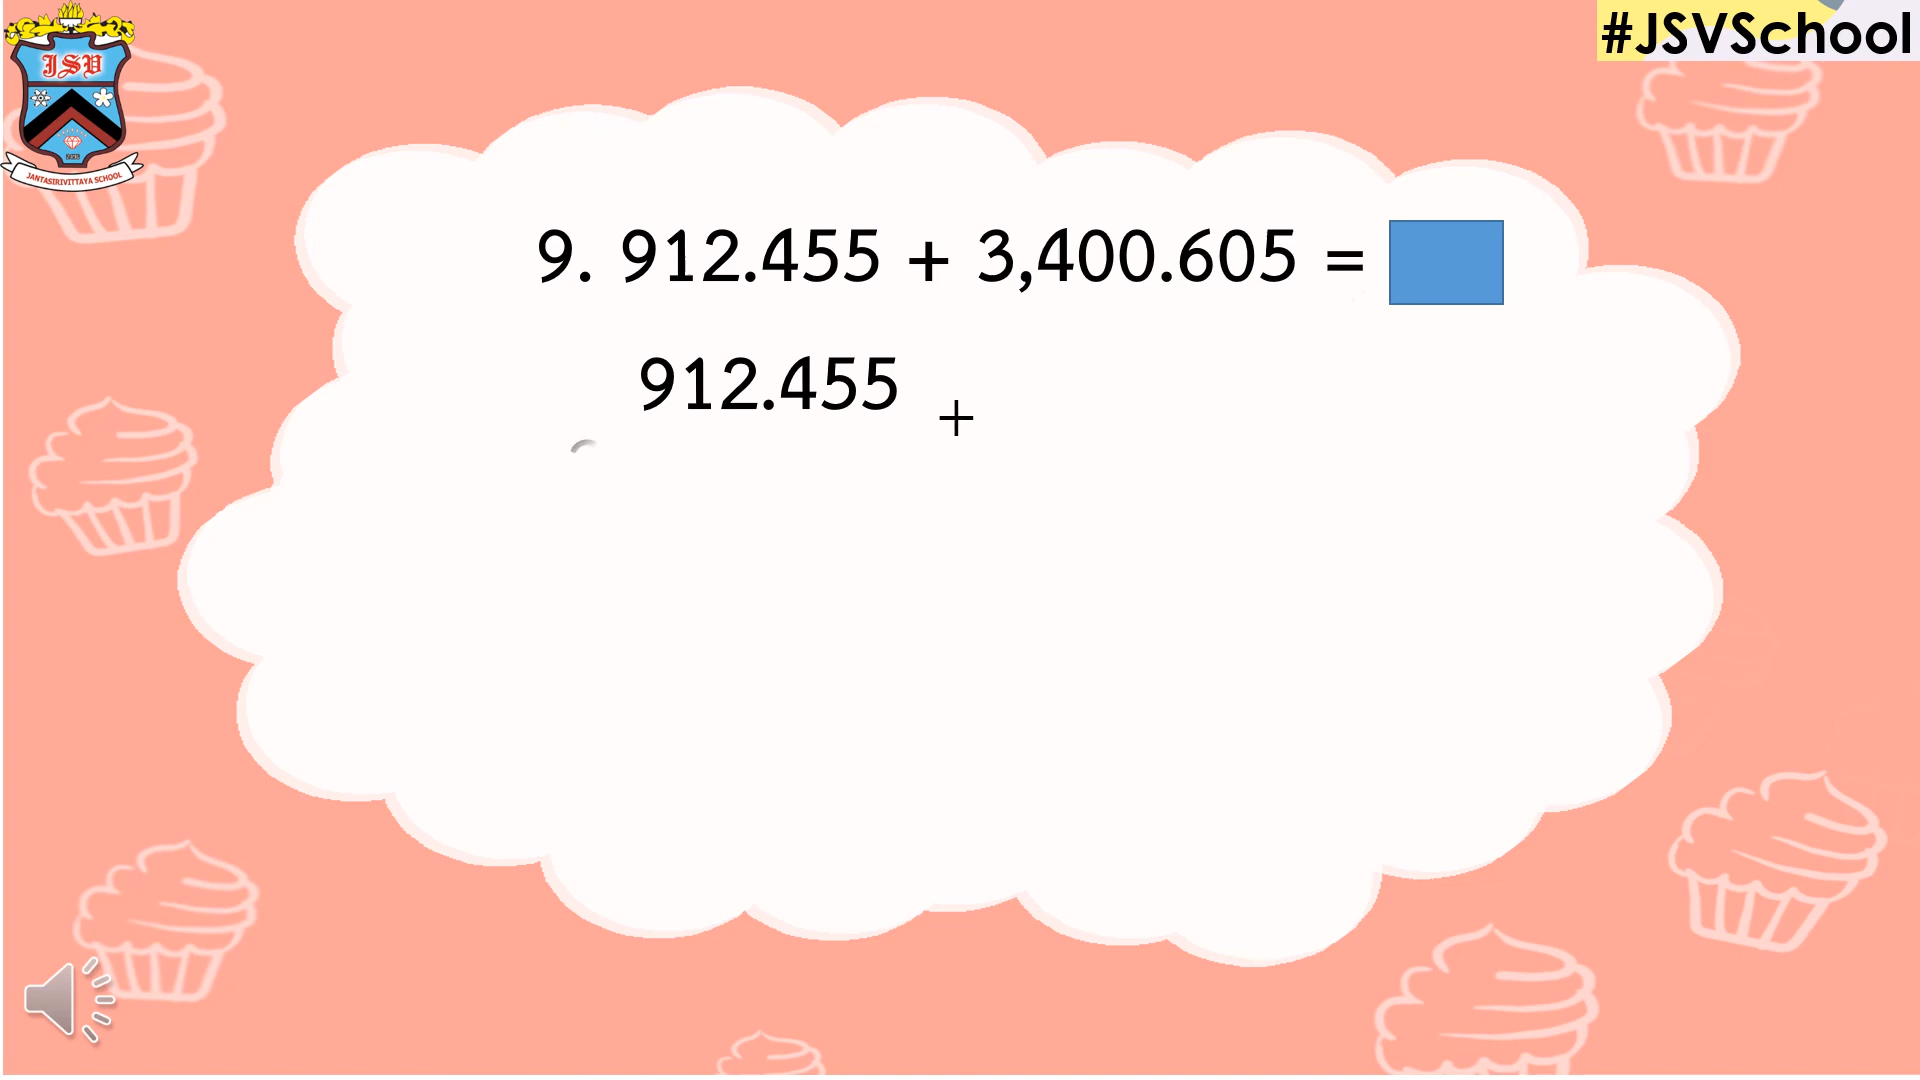 #JSVSchool
JSV
JANTASIRIVITTAYA SCHOOL
9. 912.455 + 3,400.605 =
912.455 +